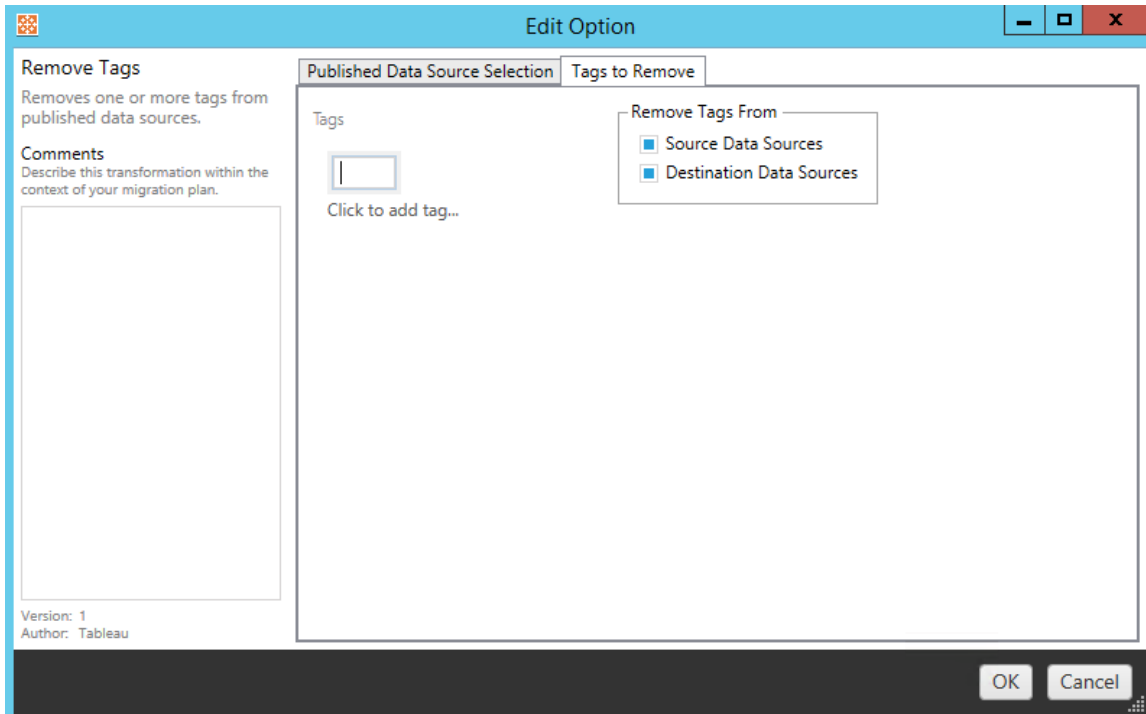 Edit Option
Remove Tags
Removes one or more tags from
published data sources.
Comments
Describe this transformation within the
context of your migration plan.
Version: 1
Author: Tableau
Published Data Source Selection
Tags to Remove
Tags
Click to add tag...
Remove Tags From
Source Data Sources
Destination Data Sources
OK
Cancel